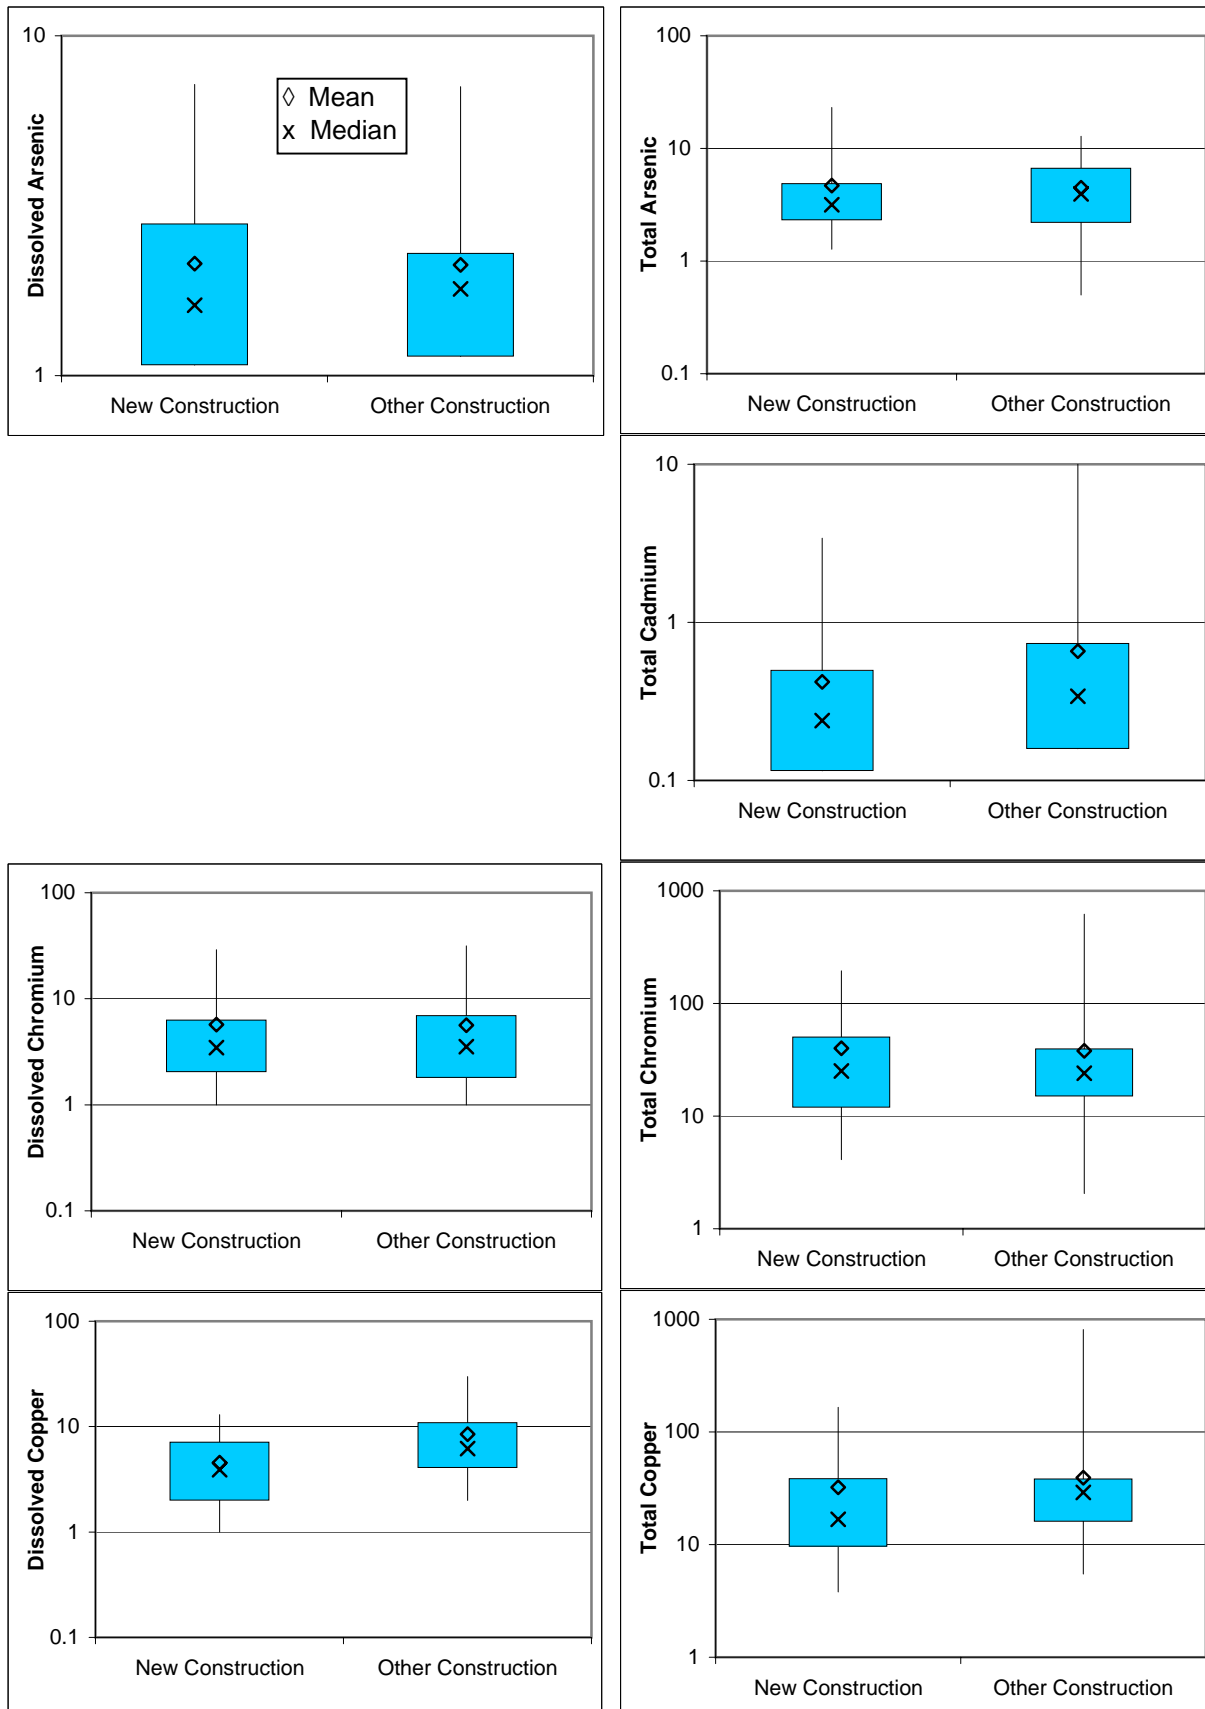 10
Dissolved Arsenic
◊ Mean
x Median
1
New Construction
Other Construction
100
10
Total Arsenic
1
0.1
New Construction
Other Construction
10
Total Cadmium
1
0.1
New Construction
Other Construction
100
Dissolved Chromium
10
1
0.1
New Construction
Other Construction
1000
Total Chromium
100
10
1
New Construction
Other Construction
100
Dissolved Copper
10
1
0.1
New Construction
Other Construction
1000
Total Copper
100
10
1
New Construction
Other Construction